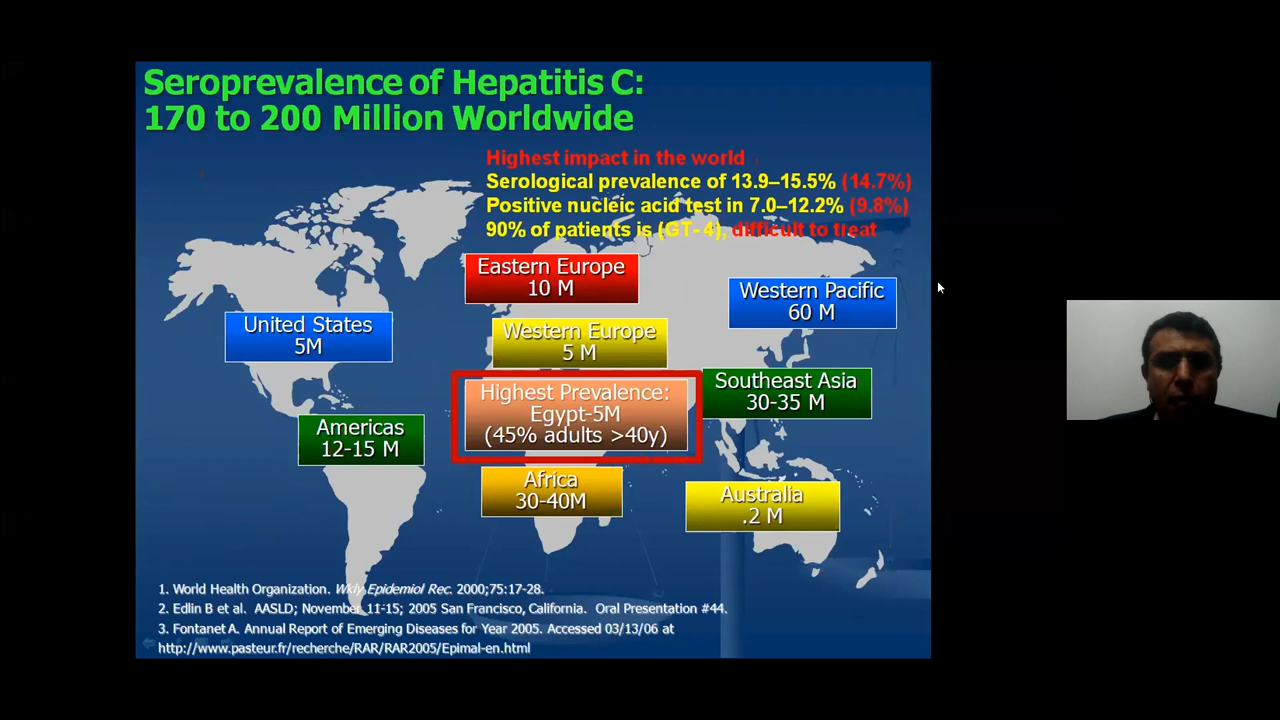 Seroprevalence of Hepatitis C:
170 to 200 Million Worldwide
Highest impact in the world
Serological prevalence of 13.9–15.5% (14.7%)
Positive nucleic acid test in 7.0–12.2% (9.8%)
90% of patients is (GT-4), difficult to treat
Eastern Europe
10 M
Western Pacific
60 M
United States
5M
Western Europe
5 M
Southeast Asia
30-35 M
Highest Prevalence:
Egypt-5M
(45% adults >40y)
Americas
12-15 M
Africa
30-40M
Australia
.2 M
1. World Health Organization. Wkly Epidemiol Rec. 2000;75:17-28.
2. Edlin B et al. AASLD; November 11-15; 2005 San Francisco, California. Oral Presentation #44.
3. Fontanet A. Annual Report of Emerging Diseases for Year 2005. Accessed 03/13/06 at
http://www.pasteur.fr/recherche/RAR/RAR2005/Epimal-en.html